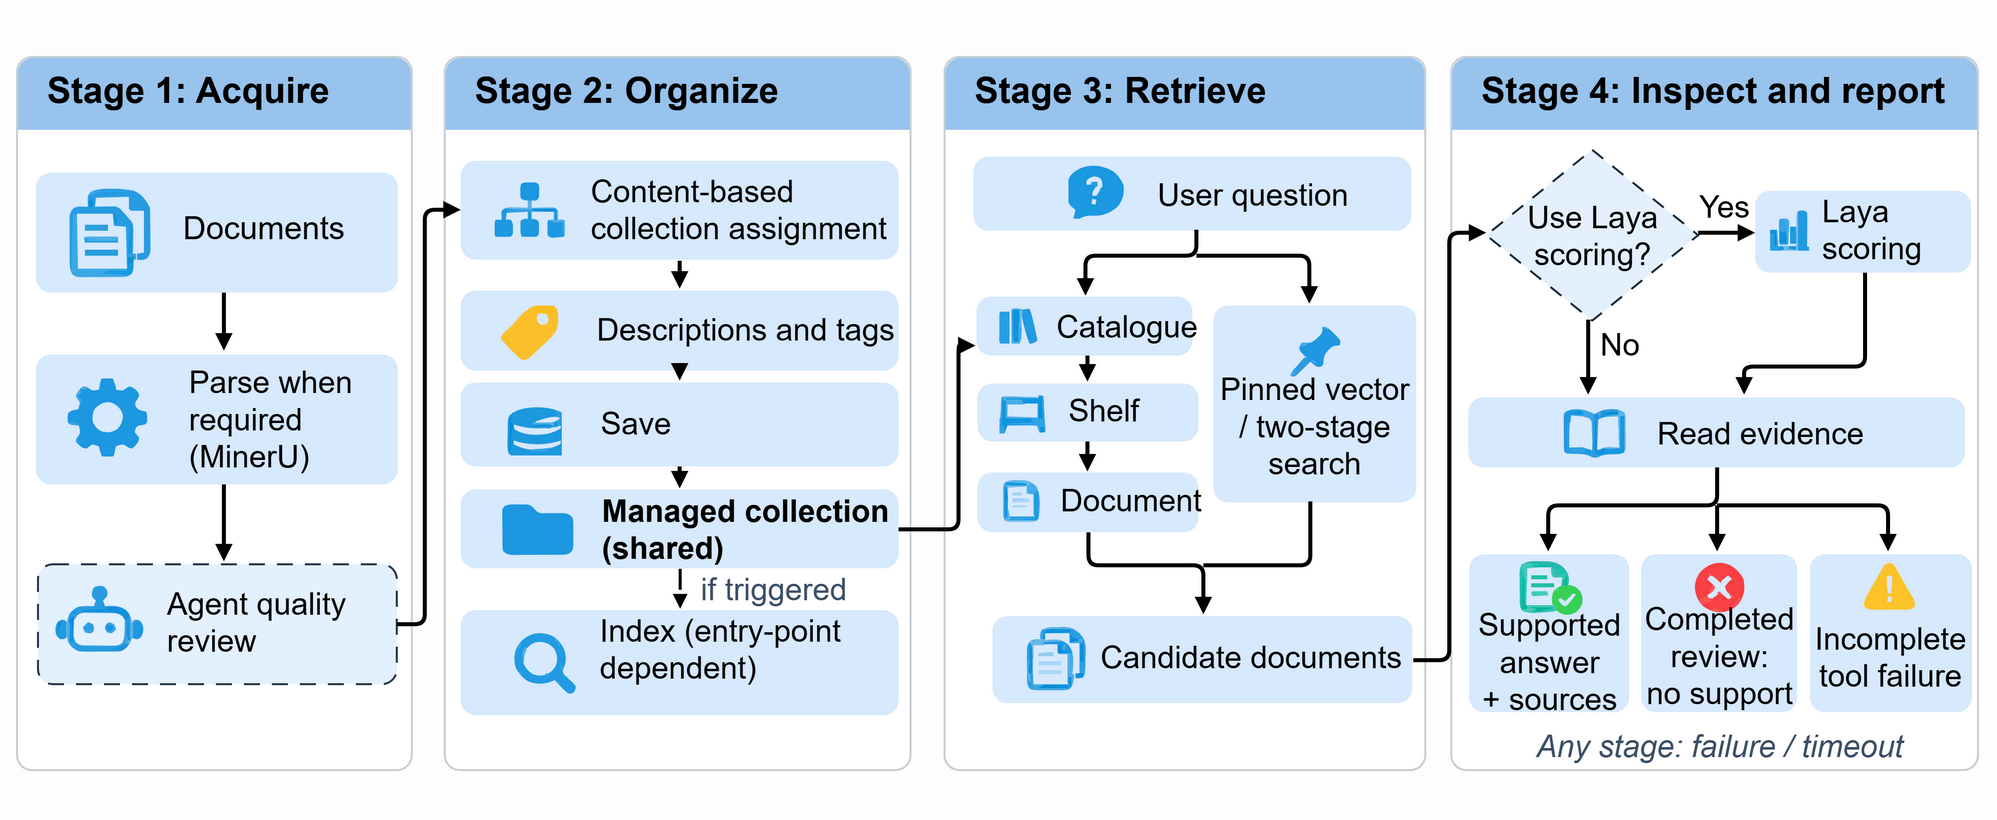 Stage 1: Acquire
Documents
Parse when
required
(MinerU)
Agent quality
review
Stage 2: Organize
Content-based
collection assignment
Descriptions and tags
Save
Managed collection
(shared)
if triggered
Index (entry-point
dependent)
Stage 3: Retrieve
?
User question
Catalogue
Shelf
Document
Pinned vector
/ two-stage
search
Candidate documents
Stage 4: Inspect and report
Use Laya
scoring?
Yes
Laya
scoring
No
Read evidence
Supported
answer
+ sources
Completed
review:
no support
!
Incomplete
tool failure
Any stage: failure / timeout